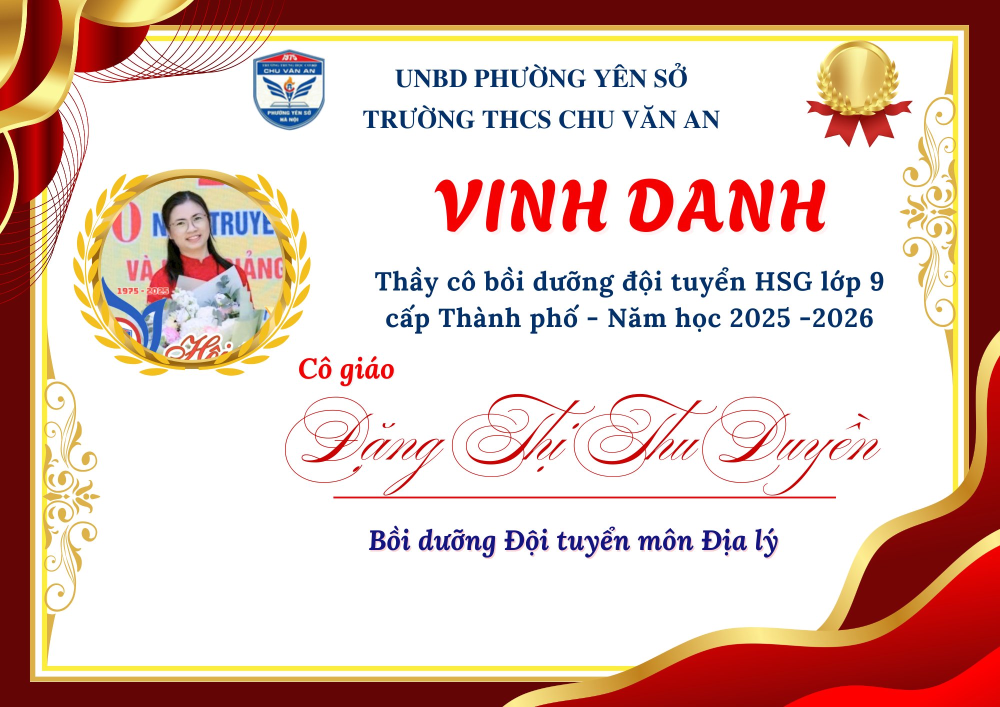 1975
TRƯỜNG TRUNG HỌC CƠ SỞ
CHU VĂN AN
PHƯỜNG YÊN SỞ
HÀ NỘI
UNBD PHƯỜNG YÊN SỞ
TRƯỜNG THCS CHU VĂN AN
VINH DANH
0 N TRUYỀ
VÀ GIẢNG
1975 - 2025
Hội
Thầy cô bồi dưỡng đội tuyển HSG lớp 9
cấp Thành phố - Năm học 2025 -2026
Cô giáo
Đặng Thị Thu Duyền
Bồi dưỡng Đội tuyển môn Địa lý